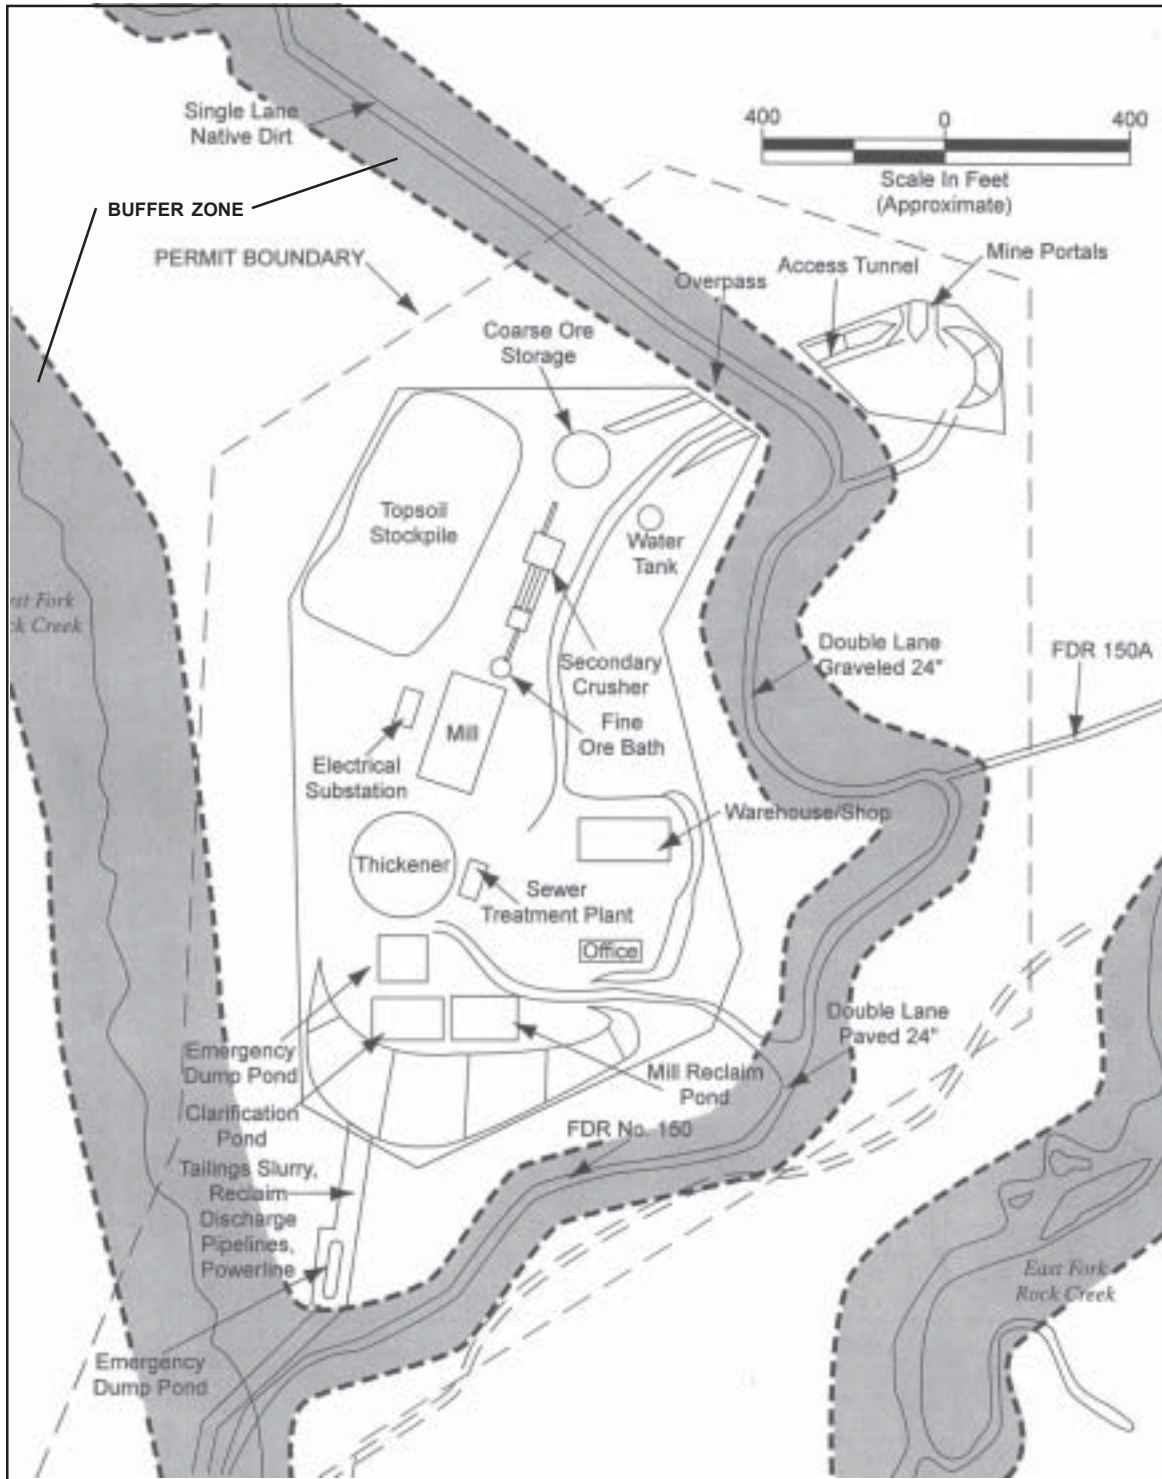 Single Lane
Native Dirt
400 0 400
Scale In Feet
(Approximate)
BUFFER ZONE
PERMIT BOUNDARY
Mine Portals
Access Tunnel
Overpass
Coarse Ore
Storage
Topsoil
Stockpile
Water
Tank
East Fork
Rock Creek
Double Lane
Graveled 24"
FDR 150A
Secondary
Crusher
Fine
Ore Bath
Mill
Electrical
Substation
Warehouse/Shop
Thickener
Sewer
Treatment Plant
Office
Double Lane
Paved 24"
Emergency
Dump Pond
Mill Reclaim
Pond
Clarification
Pond
FDR No. 150
Tailings Slurry,
Reclaim
Discharge
Pipelines,
Powerline
East Fork
Rock Creek
Emergency
Dump Pond